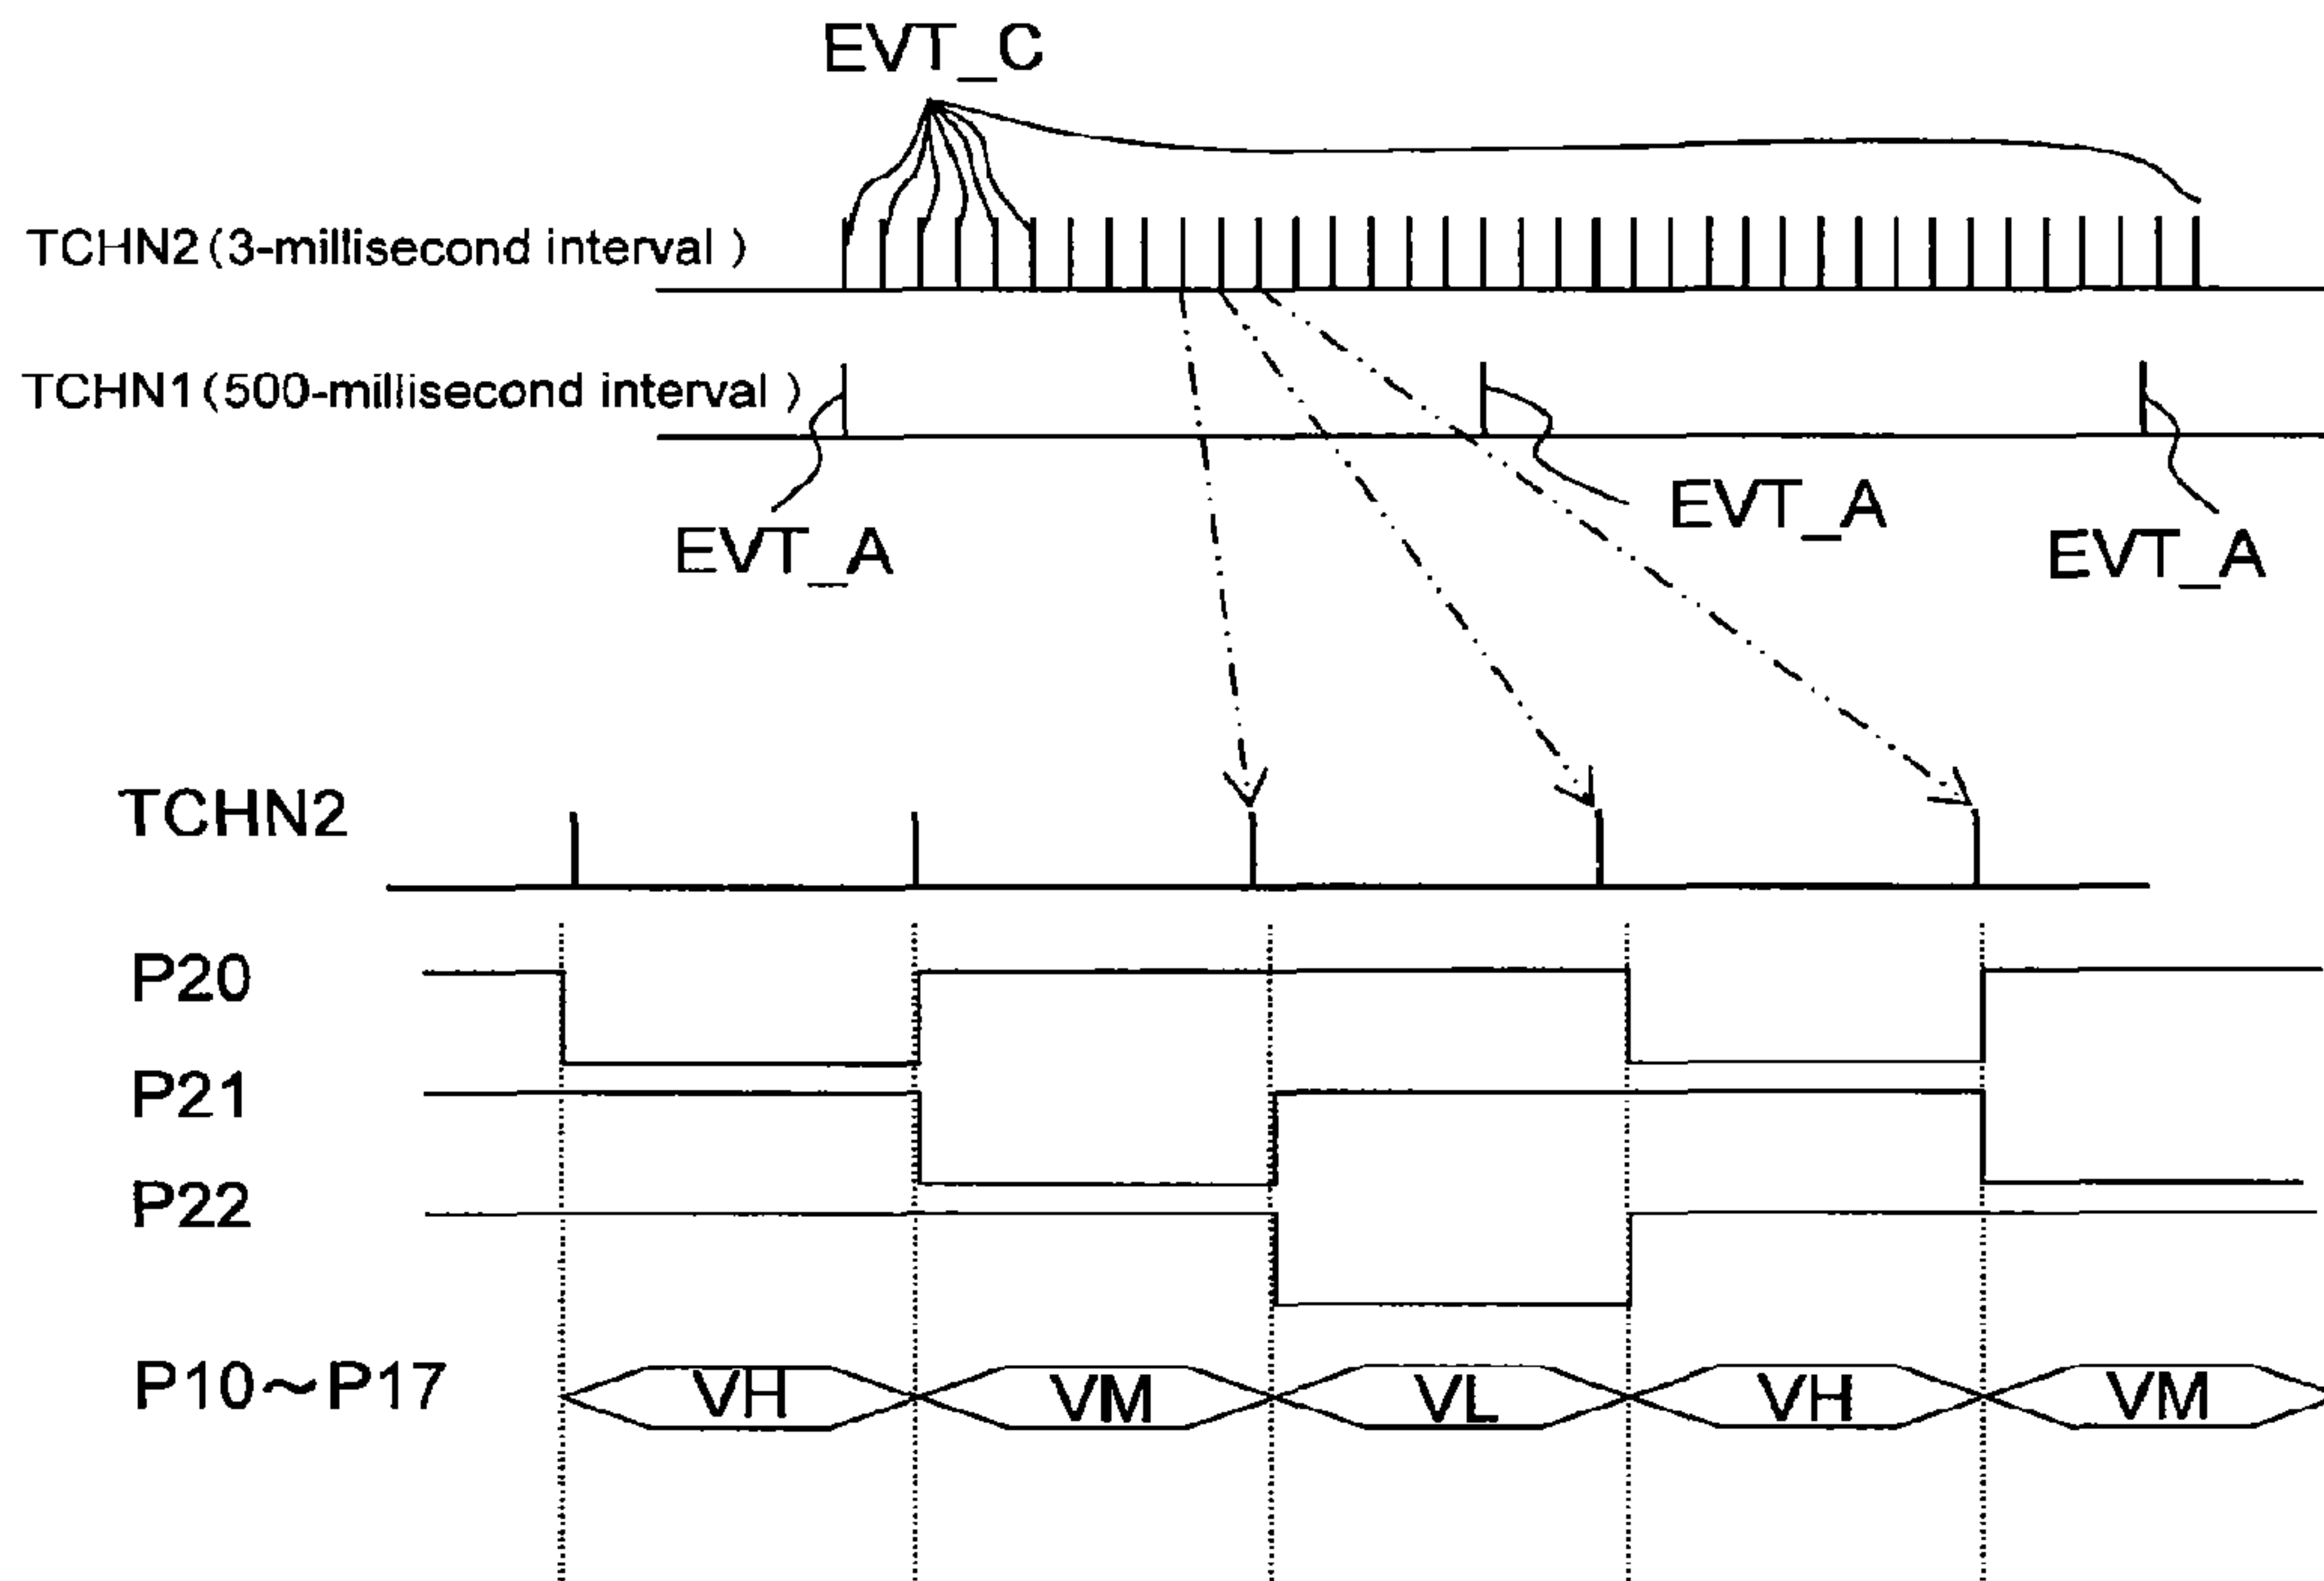 EVT_C
TCHN2(3-millisecond interval )
TCHN1(500-millisecond interval )
EVT_A
EVT_A
EVT_A
TCHN2
P20
P21
P22
P10～P17
VH
VM
VL
VH
VM